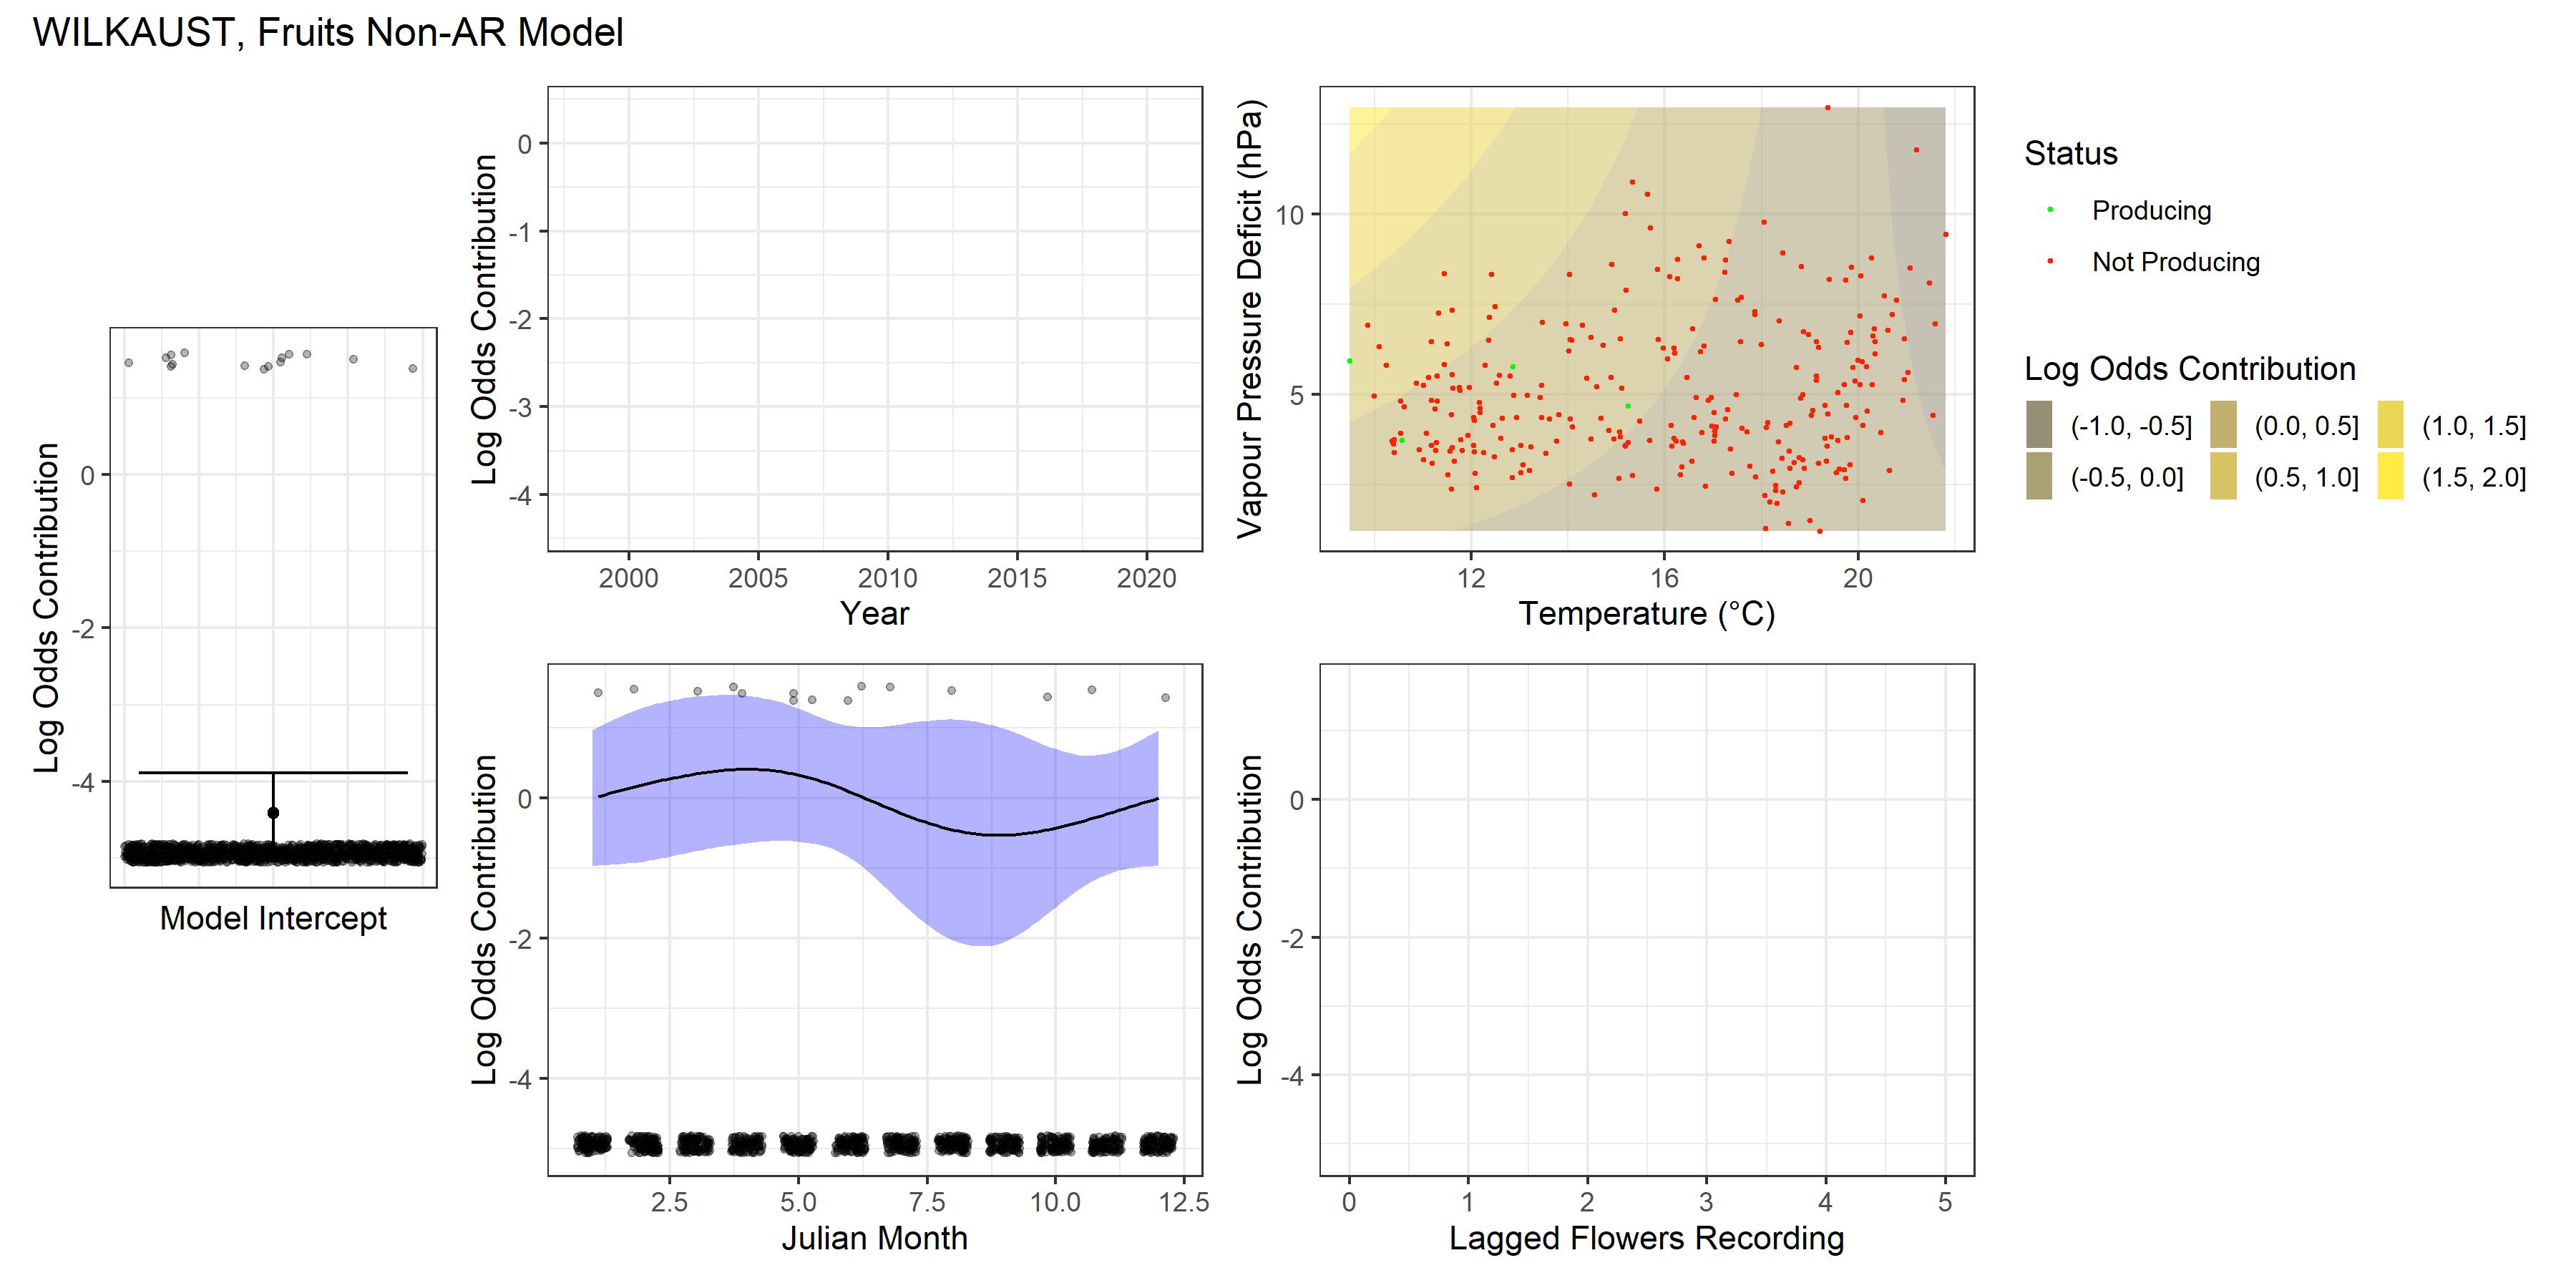 WILKAUST, Fruits Non-AR Model
Log Odds Contribution
0
-2
-4
Model Intercept
Log Odds Contribution
0
-1
-2
-3
-4
2000 2005 2010 2015 2020
Year
Vapour Pressure Deficit (hPa)
10
5
12 16 20
Temperature (°C)
Status
Producing
Not Producing
Log Odds Contribution
(-1.0, -0.5] (0.0, 0.5] (1.0, 1.5]
(-0.5, 0.0] (0.5, 1.0] (1.5, 2.0]
Log Odds Contribution
0
-2
-4
2.5 5.0 7.5 10.0 12.5
Julian Month
Log Odds Contribution
0
-2
-4
0 1 2 3 4 5
Lagged Flowers Recording